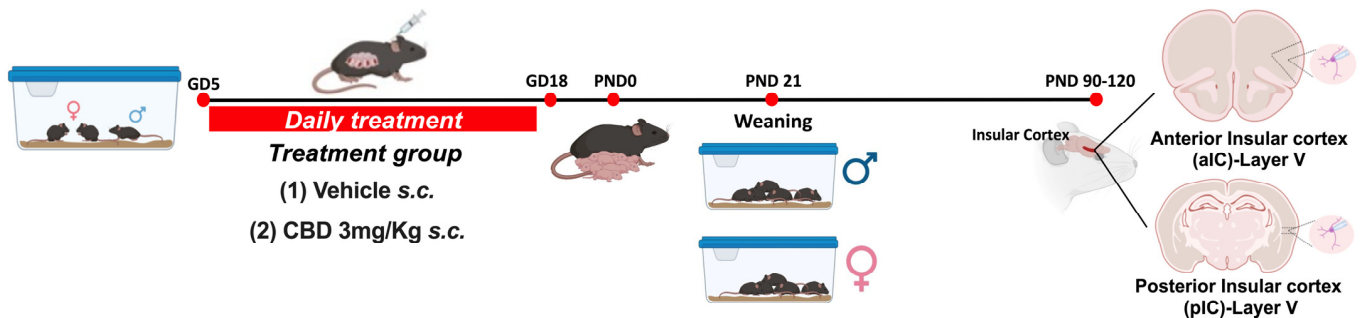 GD5
GD18
PND0
PND 21
PND 90-120
Daily treatment
Treatment group
(1) Vehicle s.c.
(2) CBD 3mg/Kg s.c.
Weaning
Insular Cortex
Anterior Insular cortex
(aIC)-Layer V
Posterior Insular cortex
(pIC)-Layer V